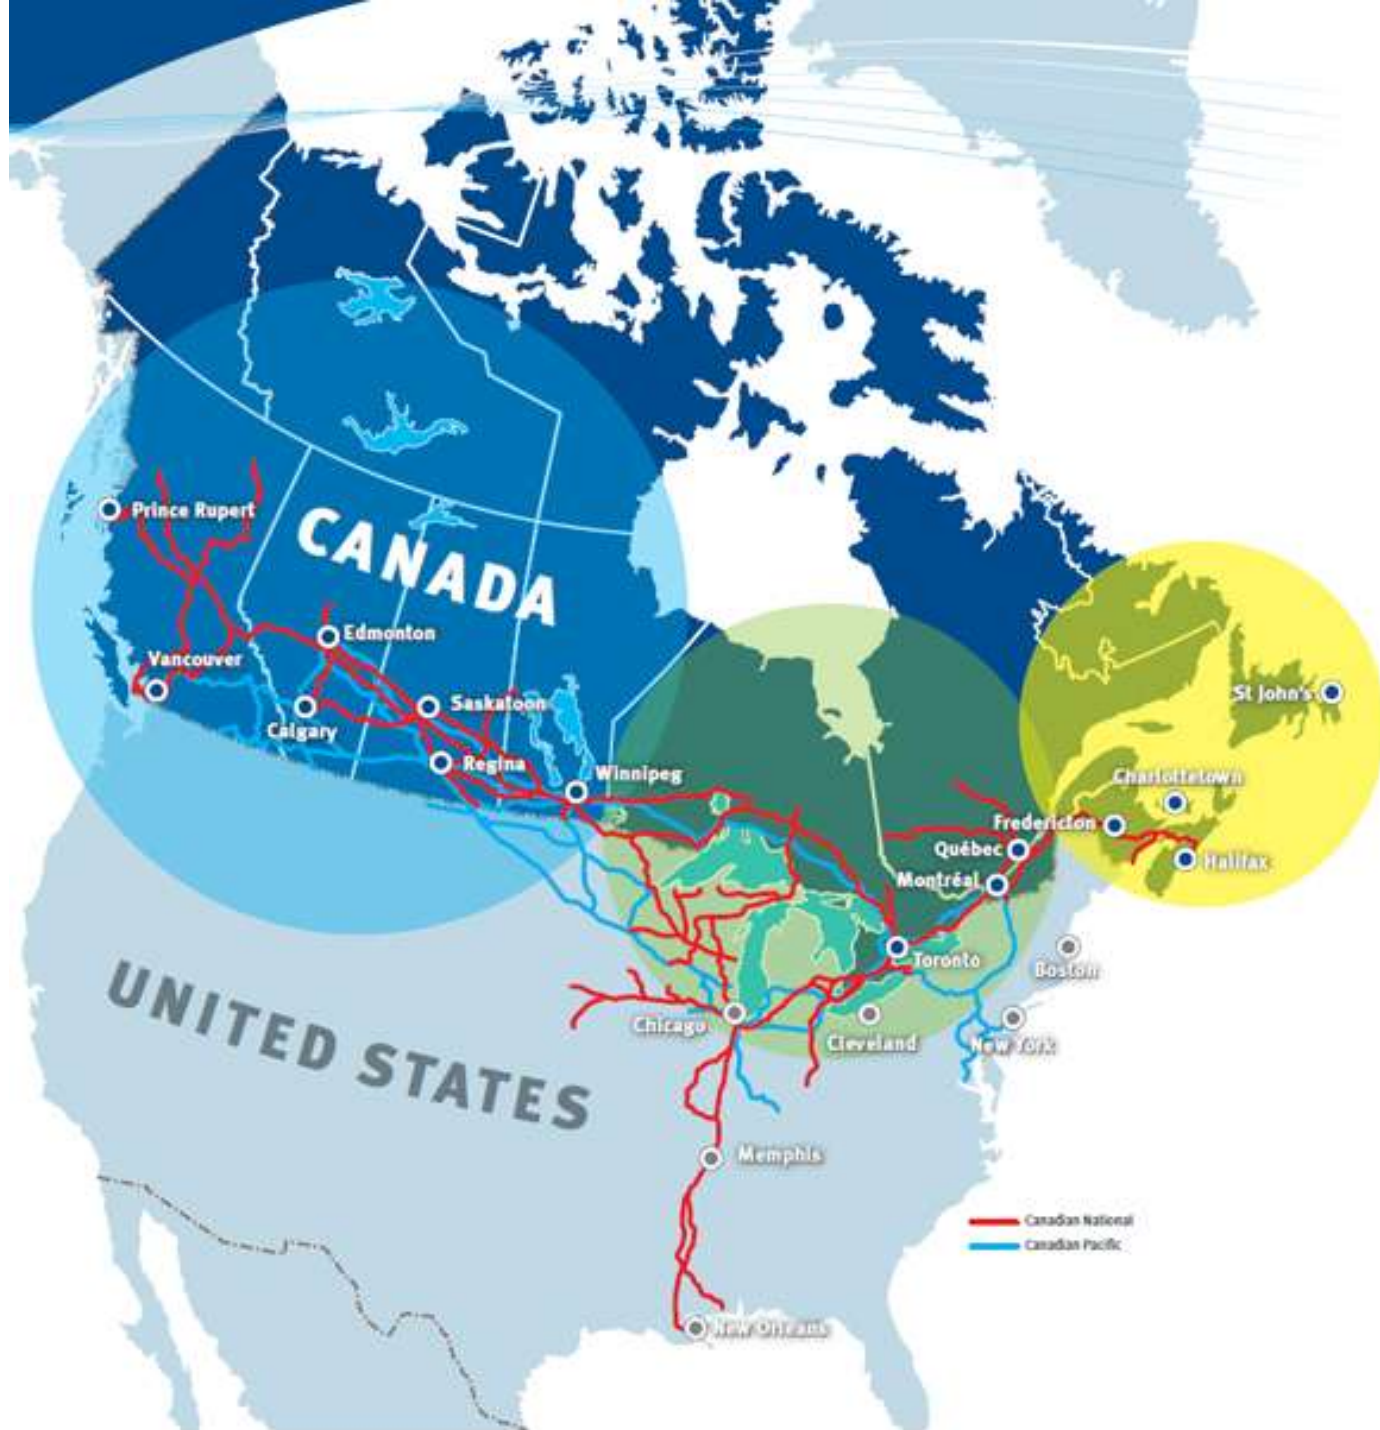 Prince Rupert
CANADA
Edmonton
Vancouver
Saskatoon
St John's
Calgary
Regina
Winnipeg
Charlottetown
Fredericton
Québec
Halifax
Montréal
Toronto
Boston
UNITED STATES
Chicago
Cleveland
New York
Memphis
Canadian National
Canadian Pacific
New Orleans